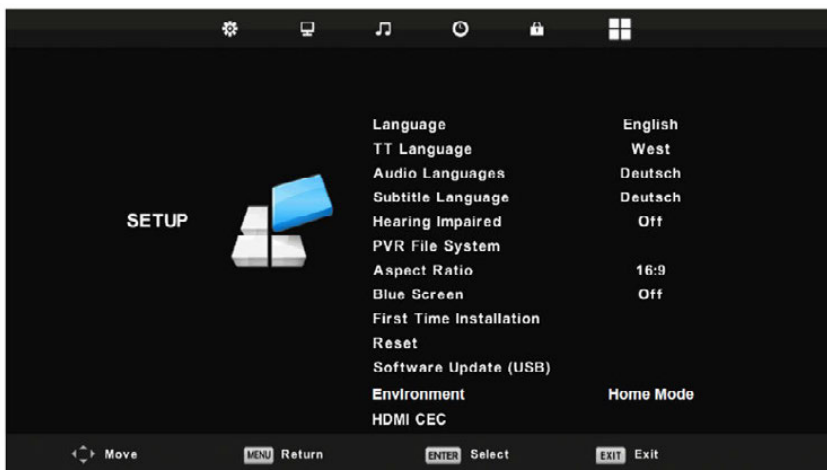 Language English
TT Language West
Audio Languages Deutsch
Subtitle Language Deutsch
SETUP
Hearing Impaired Off
PVR File System
Aspect Ratio 16:9
Blue Screen Off
First Time Installation
Reset
Software Update (USB)
Environment Home Mode
HDMI CEC
Move MENU Return ENTER Select EXIT Exit